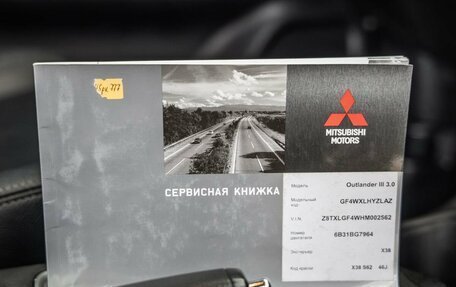 MITSUBISHI
MOTORS
СЕРВИСНАЯ КНИЖКА
Модель Outlander III 3.0
Модельный код GF4WXLHYZLAZ
V.I.N. Z8TXLGF4WHM002562
Номер двигателя 6B31BG7964
Экстерьер X38
Код краски X38 S62 46J